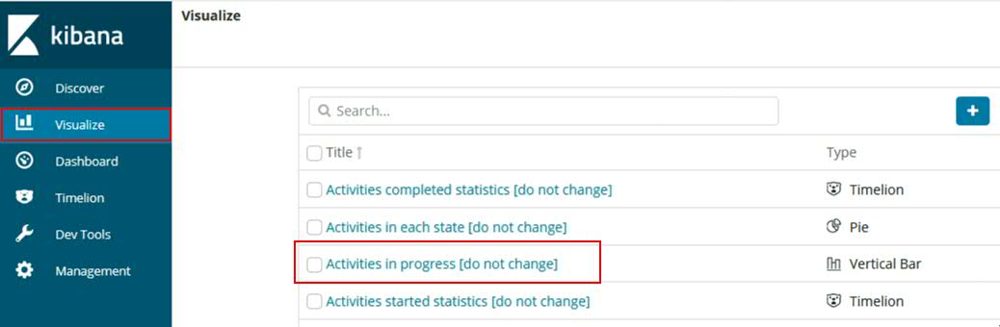 Visualize
kibana
Discover
Visualize
Dashboard
Timelion
Dev Tools
Management
Search...
+
Title Type
Activities completed statistics [do not change] Timelion
Activities in each state [do not change] Pie
Activities in progress [do not change] Vertical Bar
Activities started statistics [do not change] Timelion